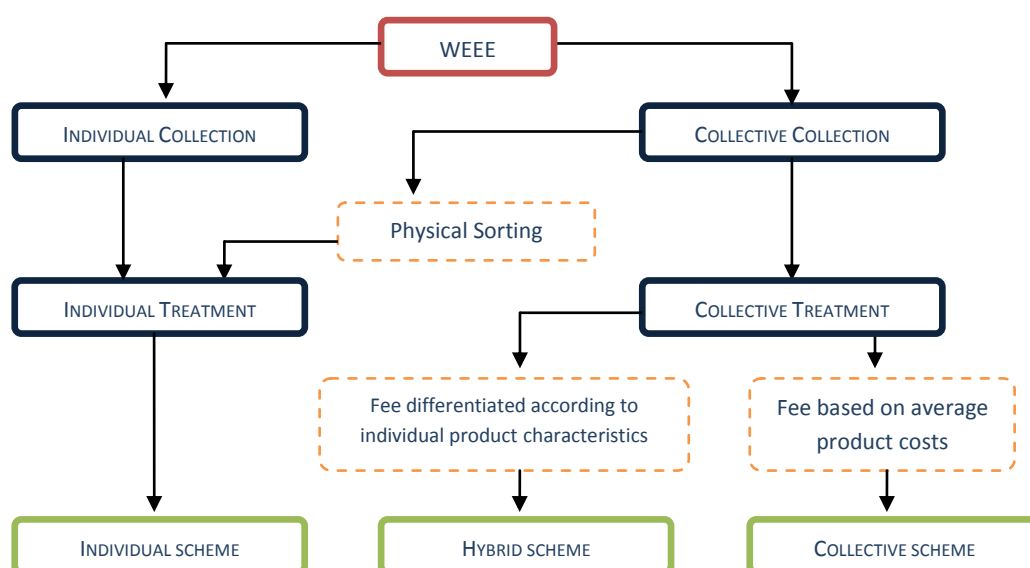 WEEE
INDIVIDUAL COLLECTION
COLLECTIVE COLLECTION
Physical Sorting
INDIVIDUAL TREATMENT
COLLECTIVE TREATMENT
Fee differentiated according to
individual product characteristics
Fee based on average
product costs
INDIVIDUAL SCHEME
HYBRID SCHEME
COLLECTIVE SCHEME